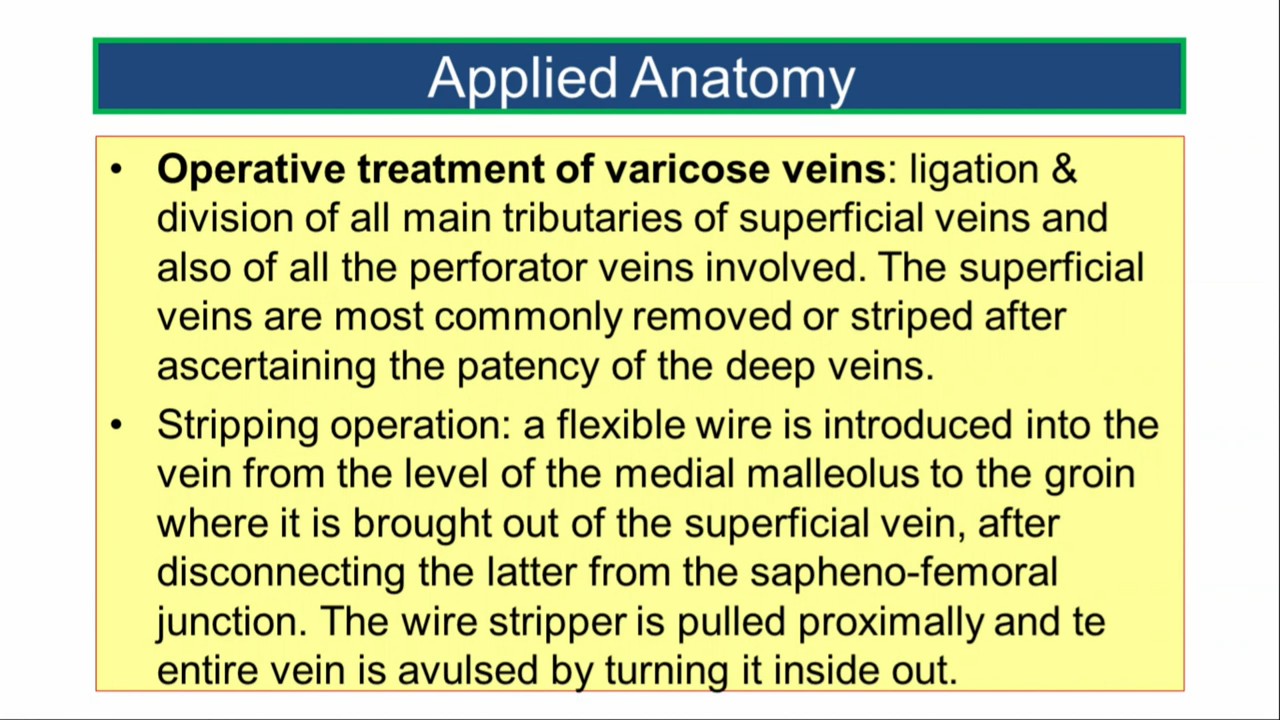 Applied Anatomy
• Operative treatment of varicose veins: ligation &
division of all main tributaries of superficial veins and
also of all the perforator veins involved. The superficial
veins are most commonly removed or striped after
ascertaining the patency of the deep veins.
• Stripping operation: a flexible wire is introduced into the
vein from the level of the medial malleolus to the groin
where it is brought out of the superficial vein, after
disconnecting the latter from the sapheno-femoral
junction. The wire stripper is pulled proximally and te
entire vein is avulsed by turning it inside out.